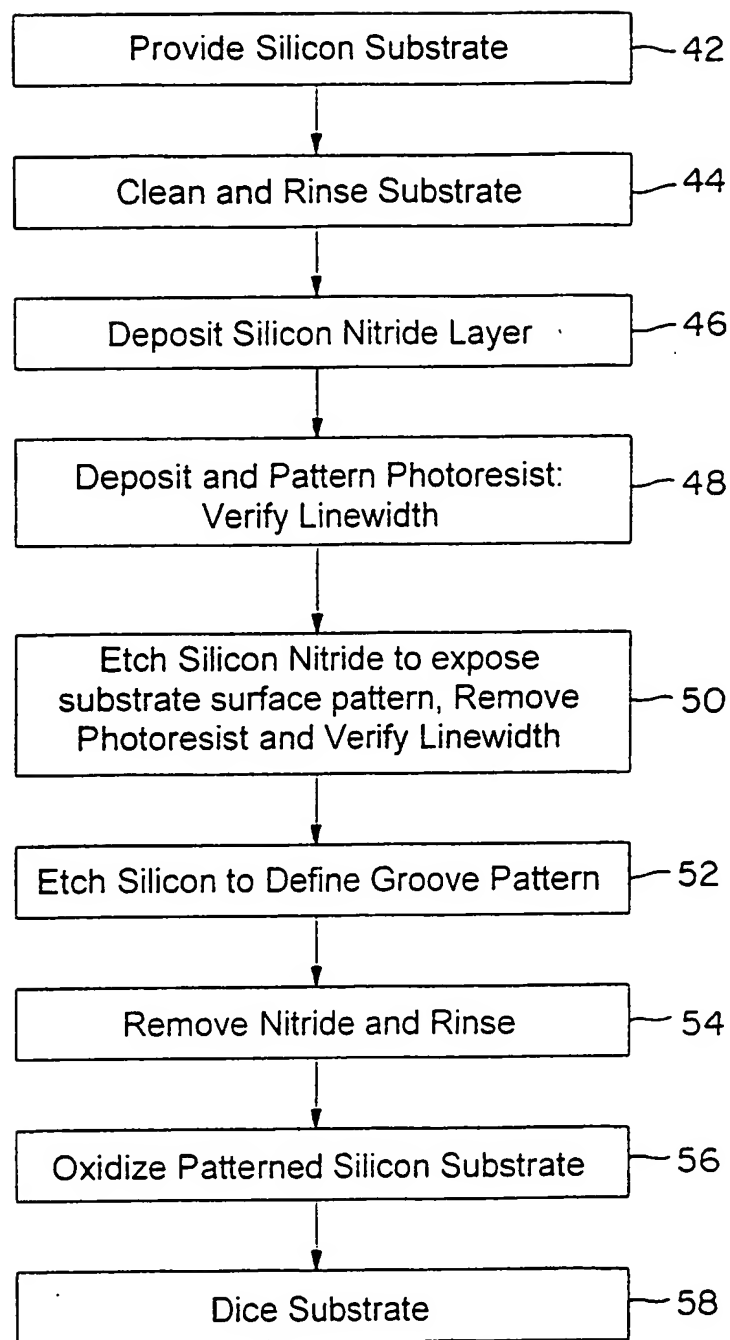 Provide Silicon Substrate 42
Clean and Rinse Substrate 44
Deposit Silicon Nitride Layer 46
Deposit and Pattern Photoresist:
Verify Linewidth 48
Etch Silicon Nitride to expose
substrate surface pattern, Remove 50
Photoresist and Verify Linewidth
Etch Silicon to Define Groove Pattern 52
Remove Nitride and Rinse 54
Oxidize Patterned Silicon Substrate 56
Dice Substrate 58